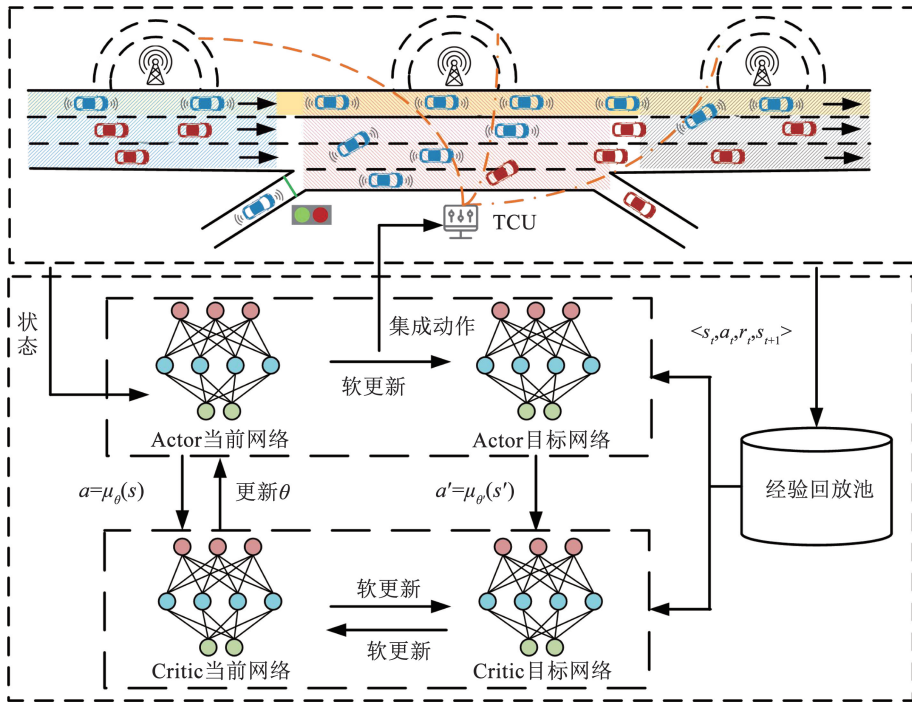 TCU
状态
集成动作
<s_t,a_t,r_t,s_{t+1}>
软更新
Actor当前网络
Actor目标网络
a=μ_θ(s)
更新θ
a′=μ_θ′(s′)
经验回放池
软更新
软更新
Critic当前网络
Critic目标网络